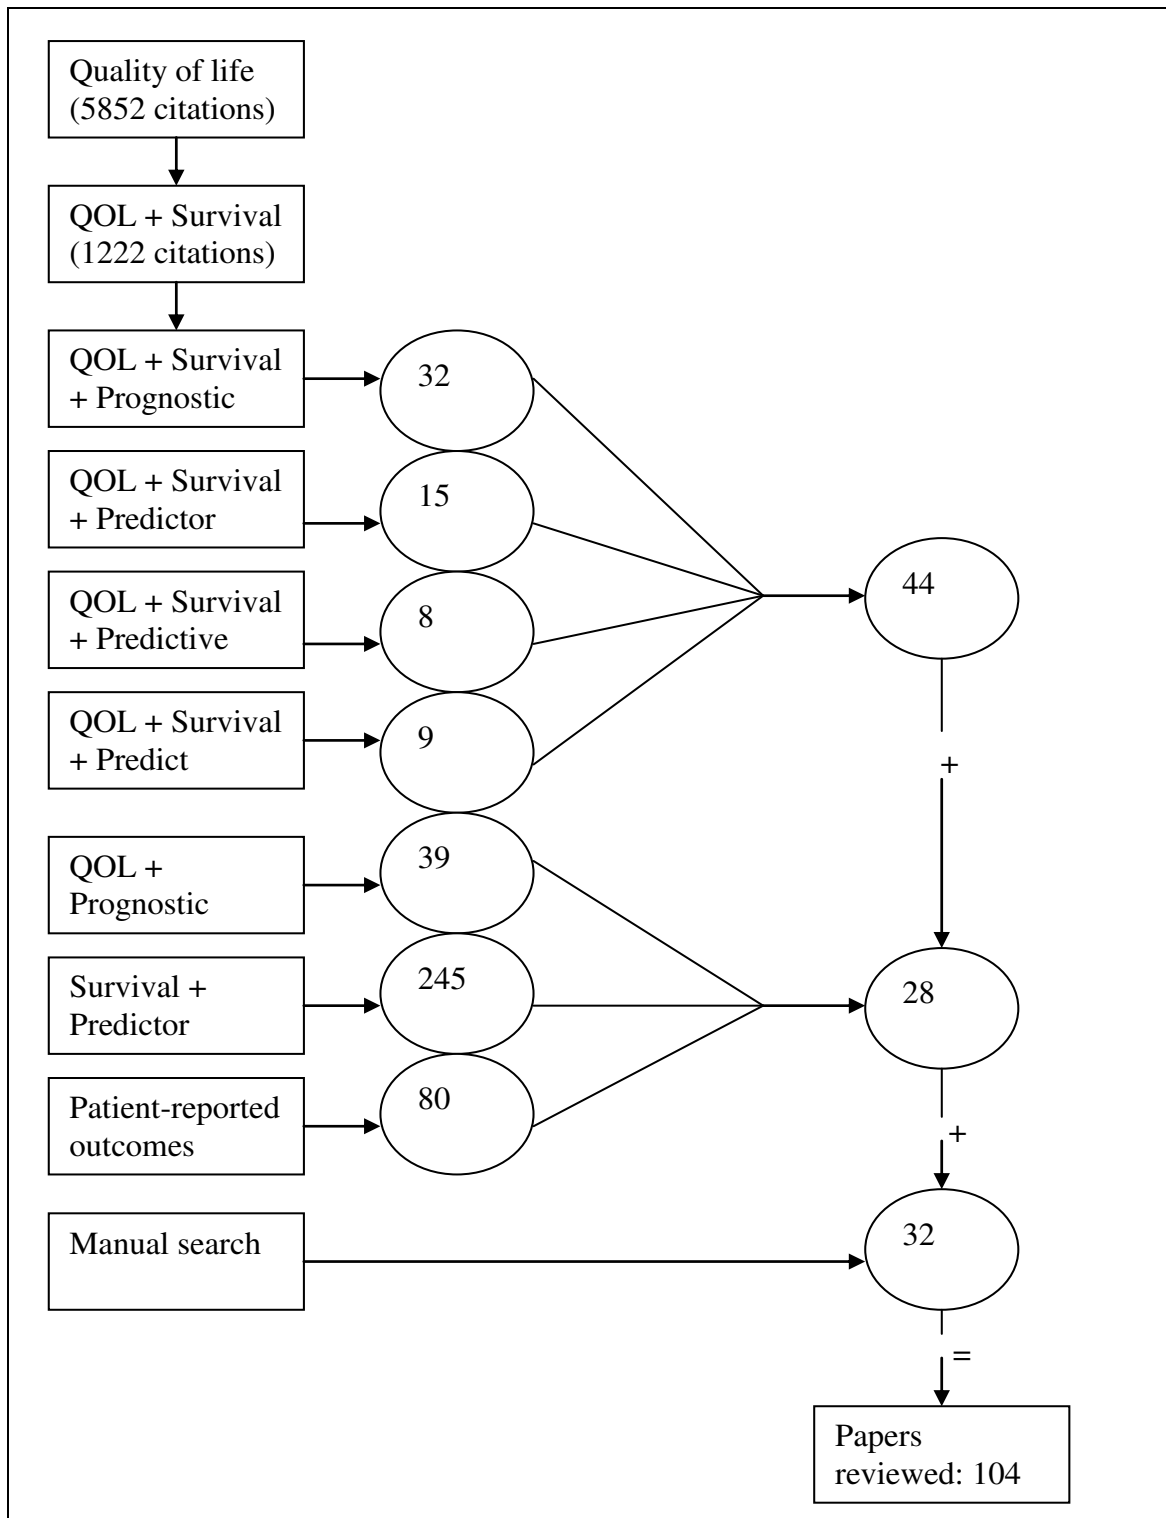 Quality of life
(5852 citations)
QOL + Survival
(1222 citations)
QOL + Survival
+ Prognostic
32
QOL + Survival
+ Predictor
15
QOL + Survival
+ Predictive
8
QOL + Survival
+ Predict
9
44
+
QOL +
Prognostic
39
Survival +
Predictor
245
Patient-reported
outcomes
80
28
+
Manual search
32
=
Papers
reviewed: 104